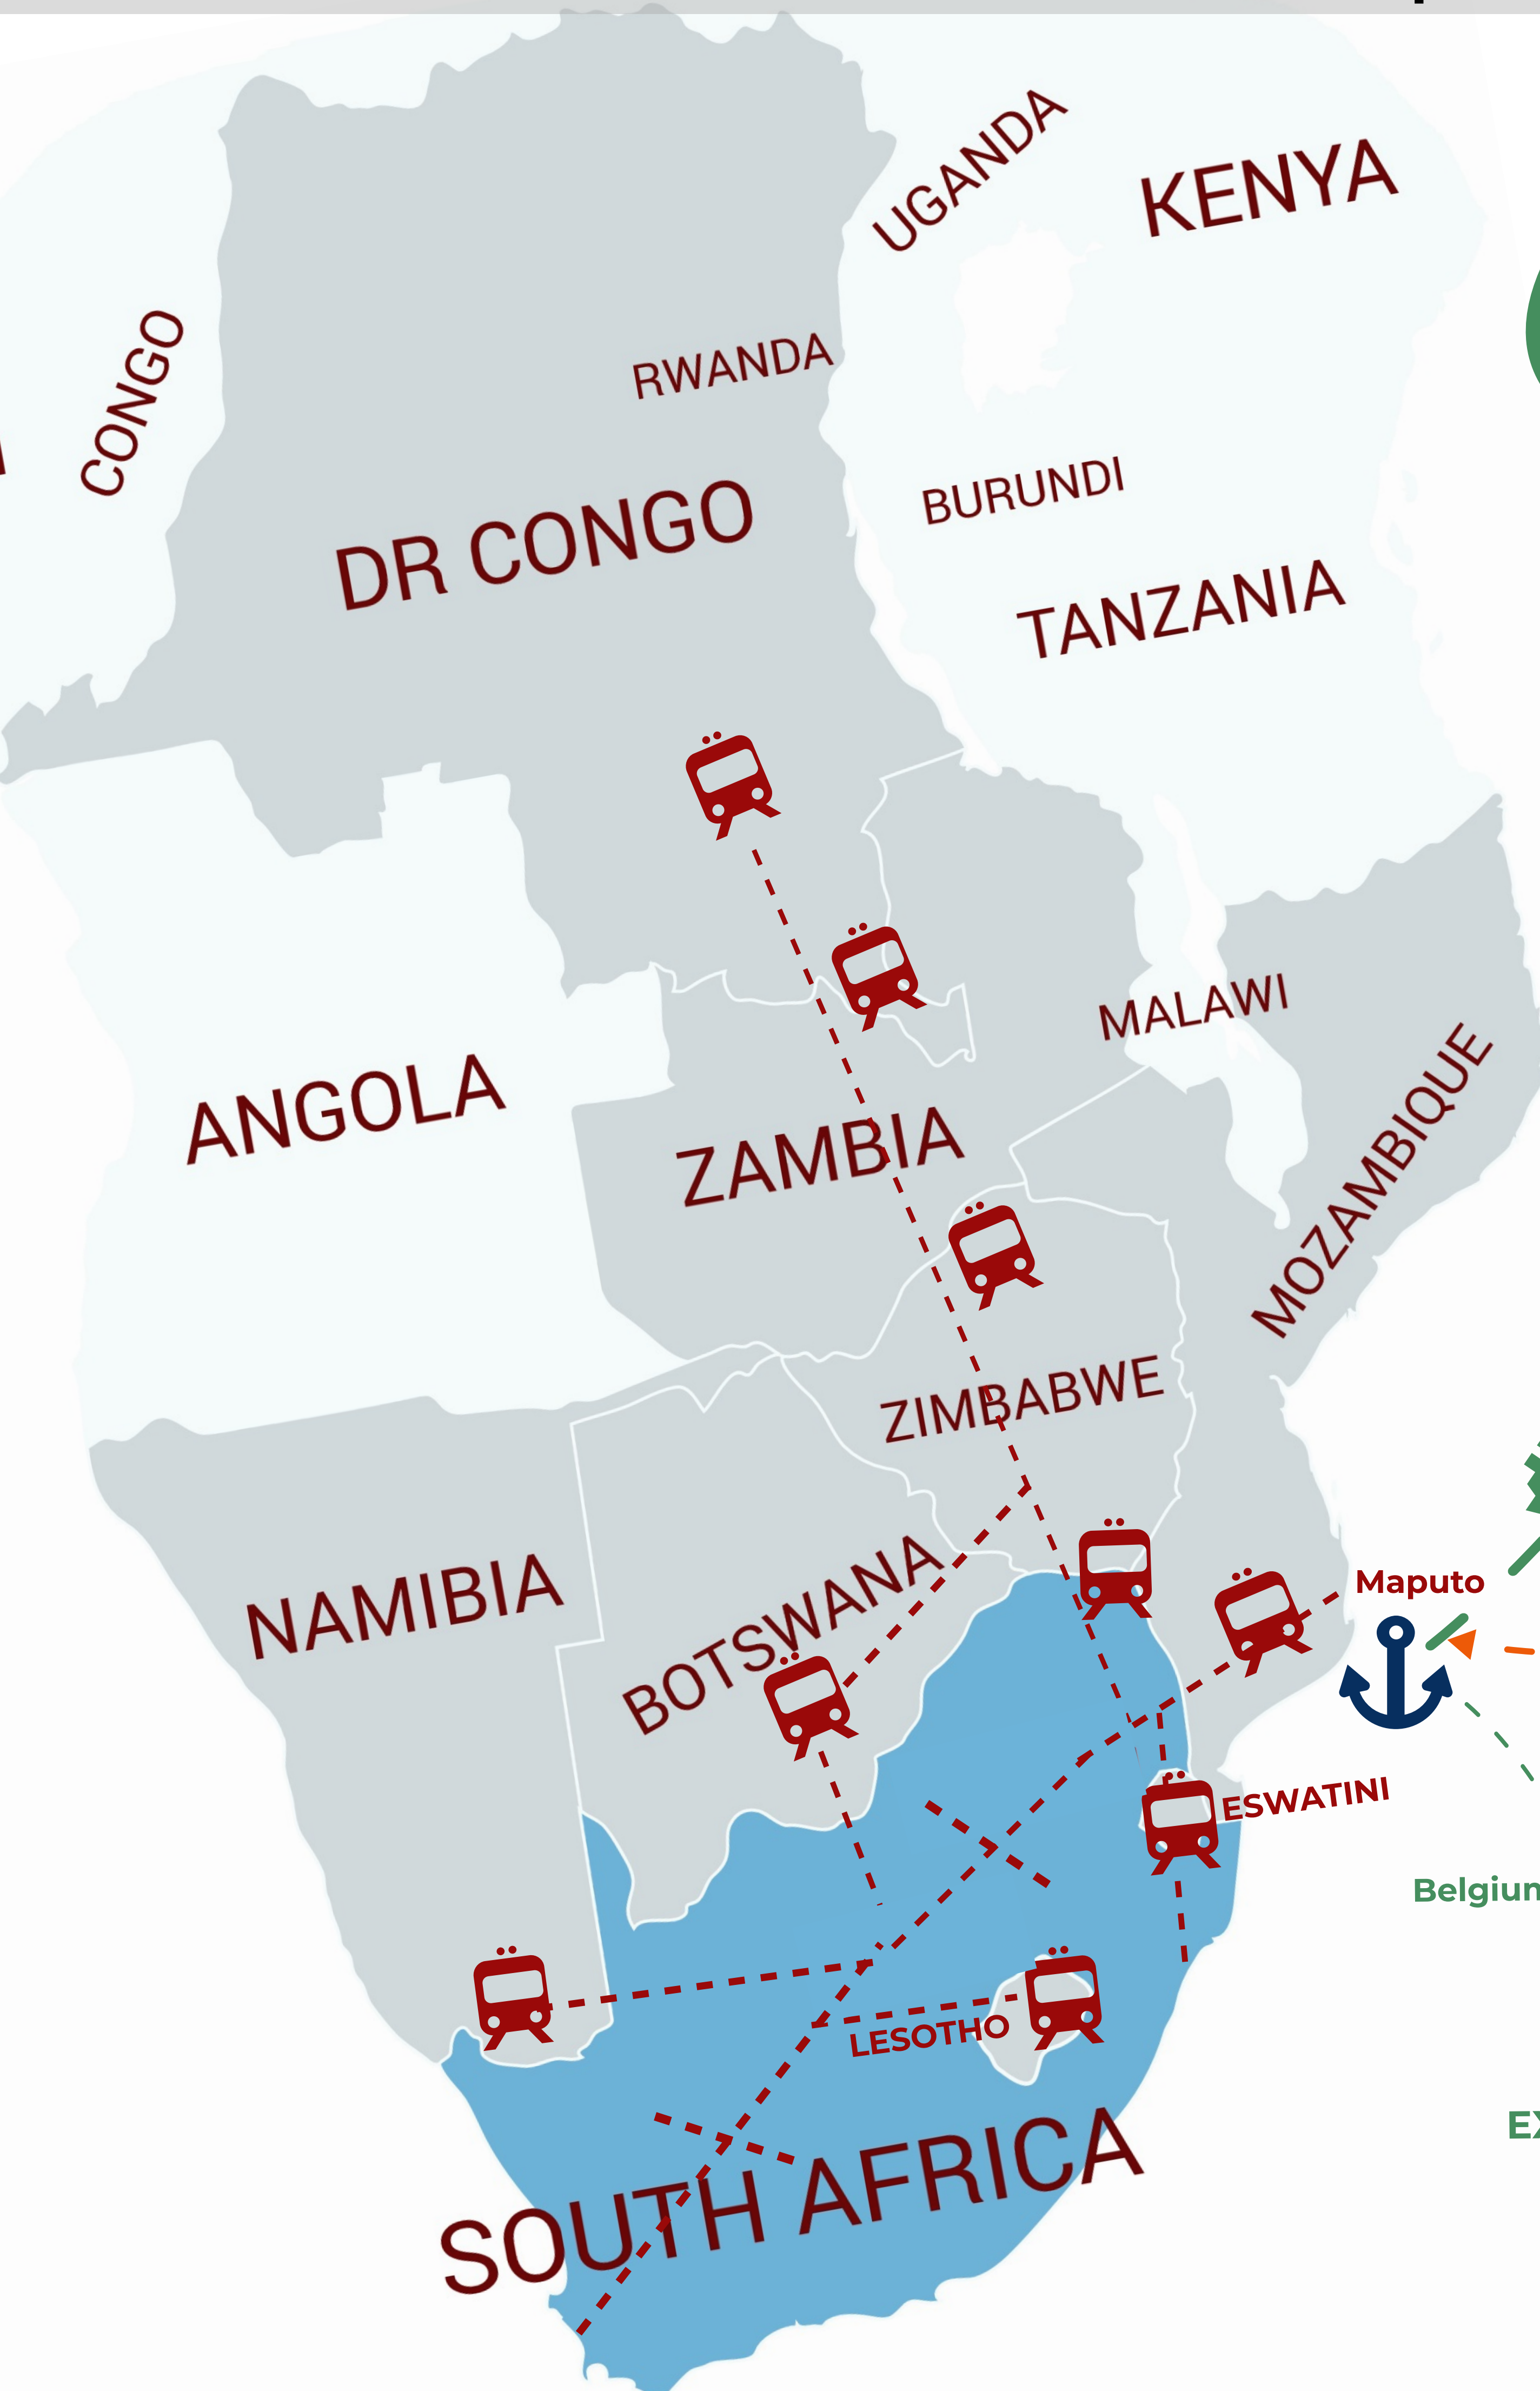 UGANDA
KENYA
CONGO
RWANDA
DR CONGO
BURUNDI
TANZANIA
MALAWI
ANGOLA
ZAMBIA
MOZAMBIQUE
ZIMBABWE
NAMIBIA
BOTSWANA
Maputo
ESWATINI
LESOTHO
SOUTH AFRICA